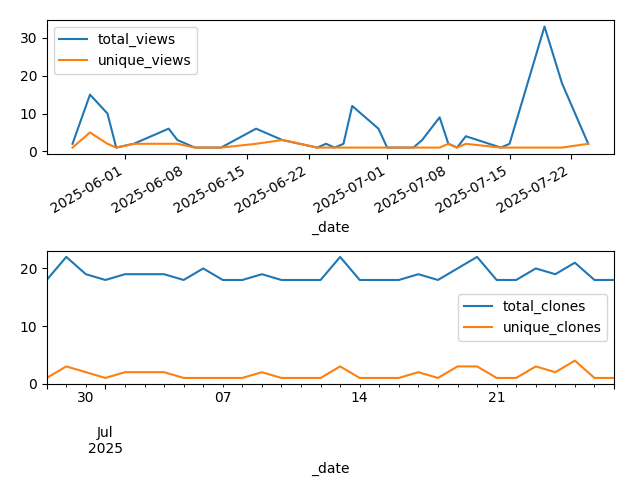 30
20
10
0
total_views
unique_views
2025-06-01
2025-06-08
2025-06-15
2025-06-22
2025-07-01
2025-07-08
2025-07-15
2025-07-22
_date
20
10
0
total_clones
unique_clones
30
07
14
21
Jul
2025
_date